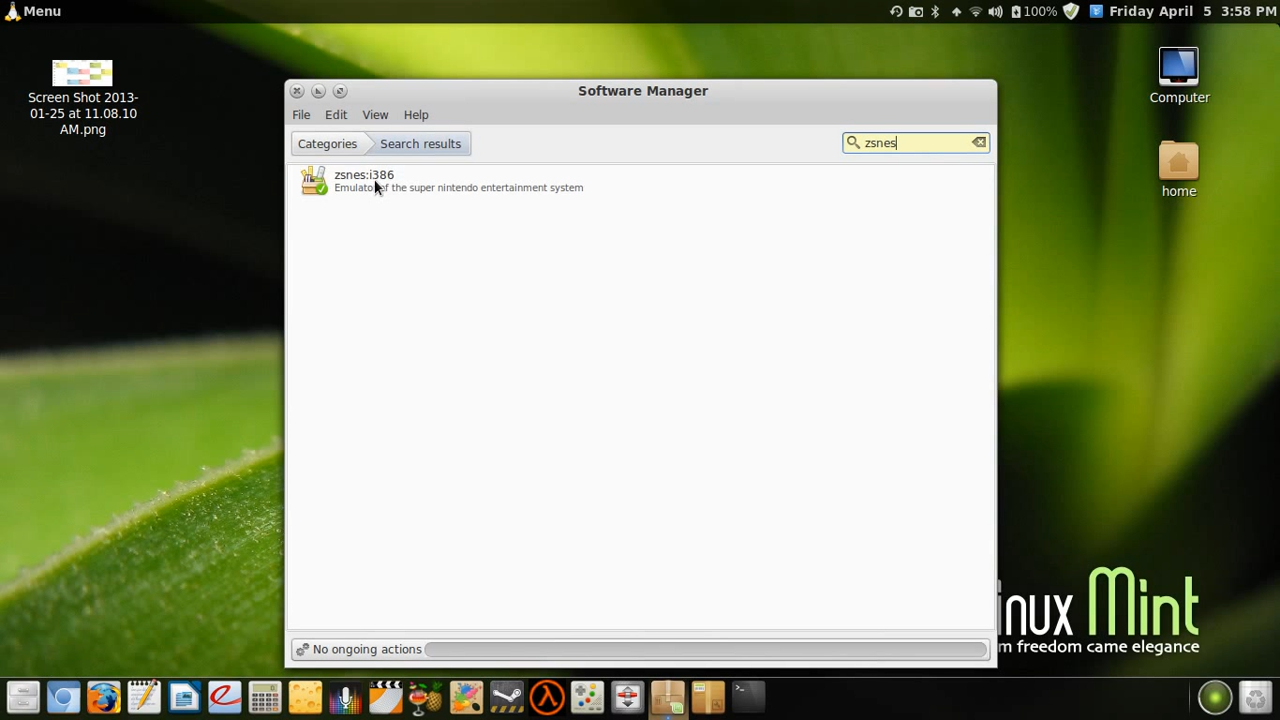 Menu
100%
Friday April 5 3:58 PM
Screen Shot 2013-
01-25 at 11.08.10
AM.png
Computer
home
Software Manager
File Edit View Help
Categories Search results
zsnes
zsnes:i386
Emulator of the super nintendo entertainment system
No ongoing actions
inux Mint
m freedom came elegance